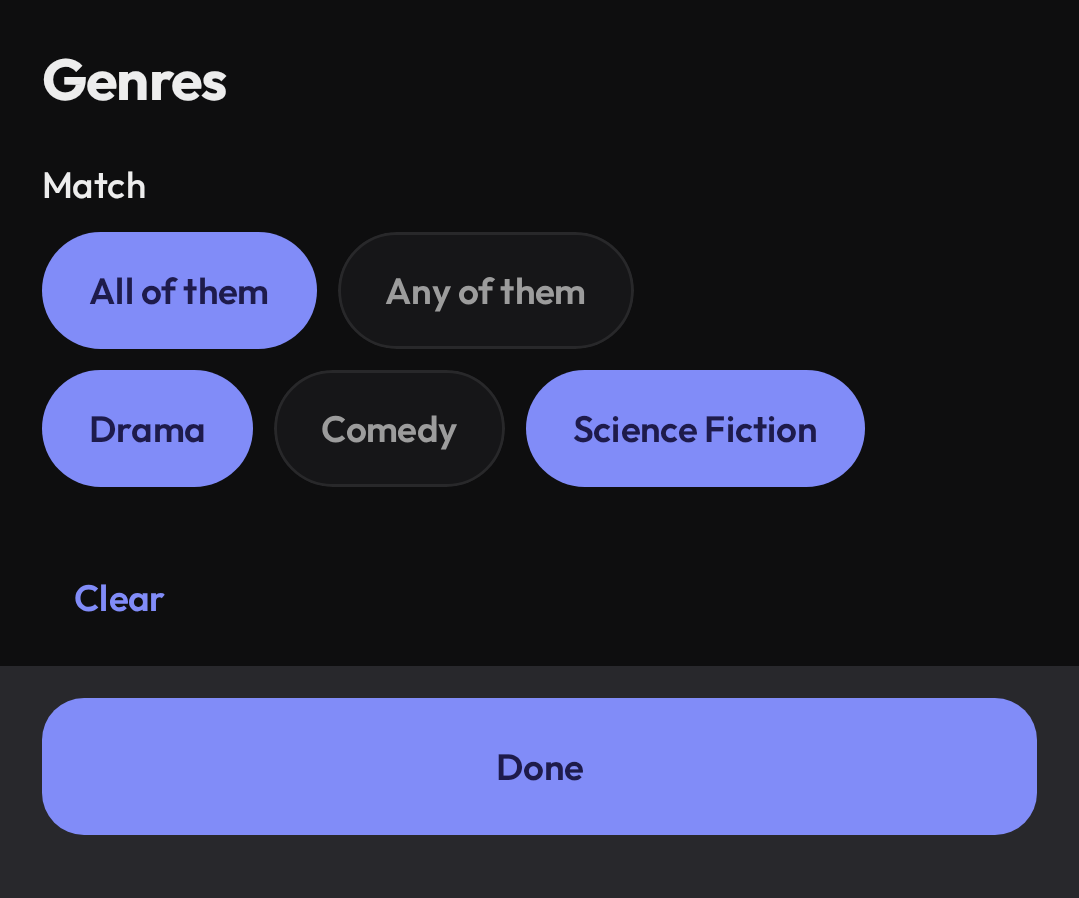 Genres
Match
All of them Any of them
Drama Comedy Science Fiction
Clear
Done